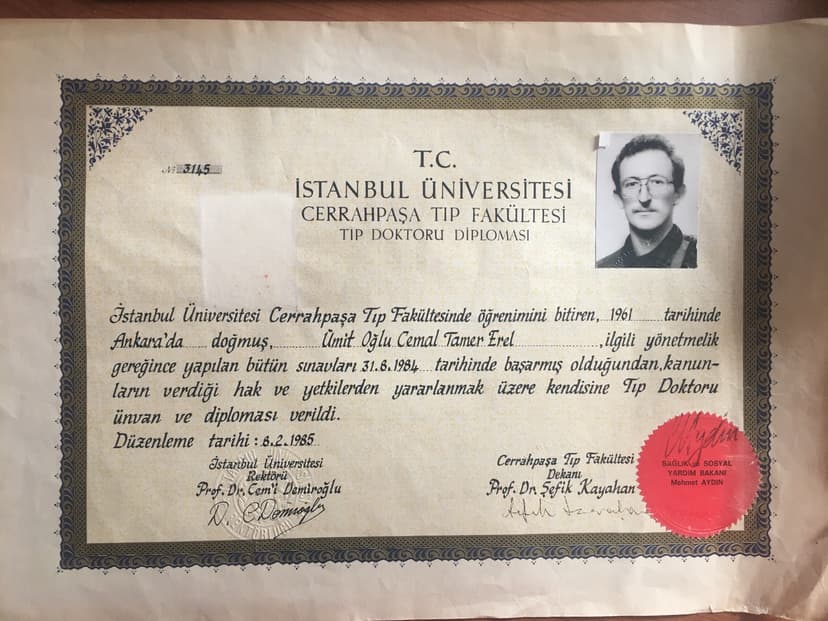 No 3145
T.C.
İSTANBUL ÜNİVERSİTESİ
CERRAHPAŞA TIP FAKÜLTESİ
TIP DOKTORU DİPLOMASI
İstanbul Üniversitesi Cerrahpaşa Tıp Fakültesinde öğrenimini bitiren, 1961 ...... tarihinde
Ankara'da ..... doğmuş, .......... Ümit Oğlu Cemal Tamer Erel ..................., ilgili yönetmelik
gereğince yapılan bütün sınavları 31.8.1984 .... tarihinde başarmış olduğundan, kanun-
ların verdiği hak ve yetkilerden yararlanmak üzere kendisine Tıp Doktoru
ünvan ve diploması verildi.
Düzenleme tarihi : 8.2.1985
İstanbul Üniversitesi
Rektörü
Prof. Dr. Cem'i Demiroğlu
Cerrahpaşa Tıp Fakültesi
Dekanı
Prof. Dr. Şefik Kayahan
SAĞLIK ve SOSYAL
YARDIM BAKANI
Mehmet AYDIN